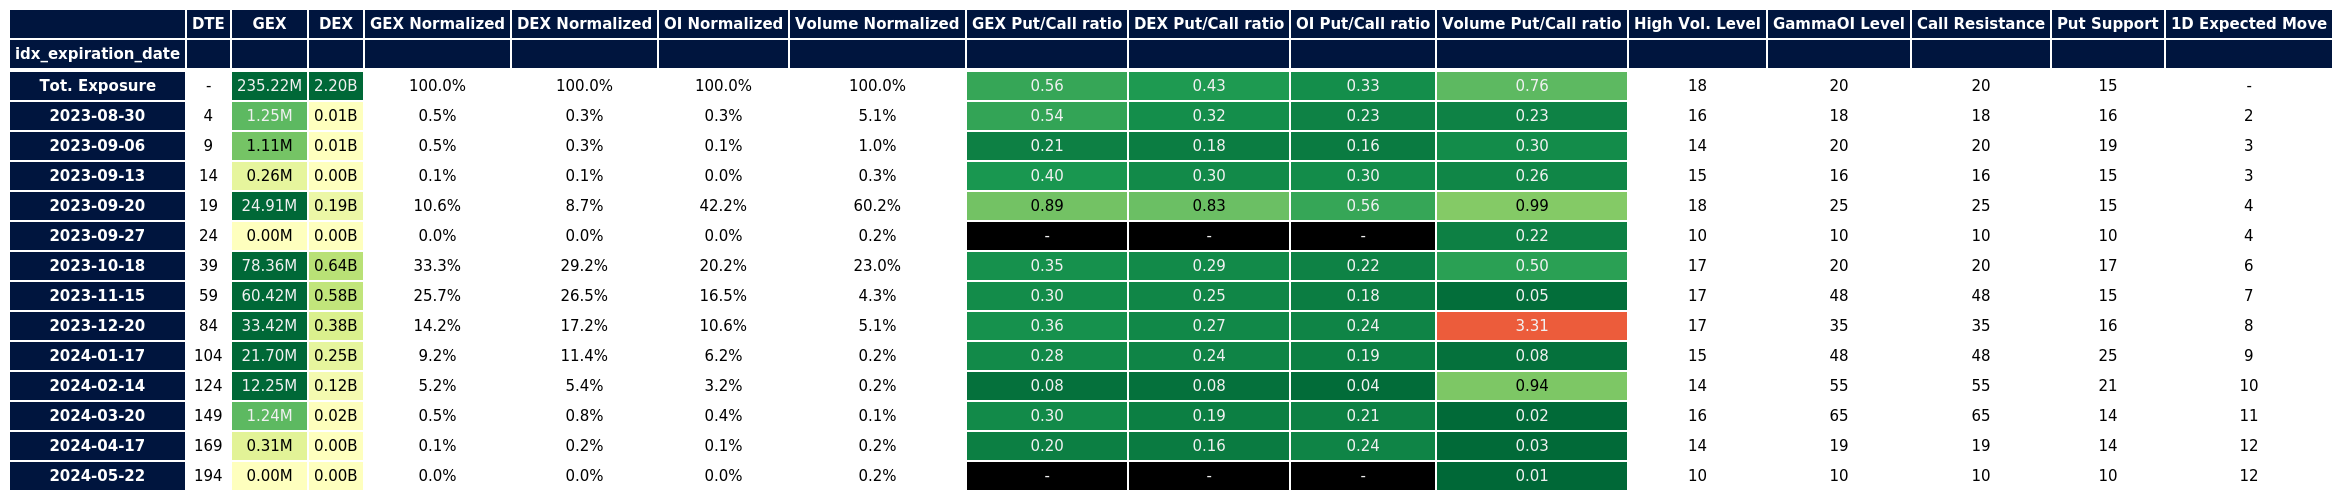 DTE GEX DEX GEX Normalized DEX Normalized OI Normalized Volume Normalized GEX Put/Call ratio DEX Put/Call ratio OI Put/Call ratio Volume Put/Call ratio High Vol. Level GammaOI Level Call Resistance Put Support 1D Expected Move
idx_expiration_date
Tot. Exposure - 235.22M 2.20B 100.0% 100.0% 100.0% 100.0% 0.56 0.43 0.33 0.76 18 20 20 15 -
2023-08-30 4 1.25M 0.01B 0.5% 0.3% 0.3% 5.1% 0.54 0.32 0.23 0.23 16 18 18 16 2
2023-09-06 9 1.11M 0.01B 0.5% 0.3% 0.1% 1.0% 0.21 0.18 0.16 0.30 14 20 20 19 3
2023-09-13 14 0.26M 0.00B 0.1% 0.1% 0.0% 0.3% 0.40 0.30 0.30 0.26 15 16 16 15 3
2023-09-20 19 24.91M 0.19B 10.6% 8.7% 42.2% 60.2% 0.89 0.83 0.56 0.99 18 25 25 15 4
2023-09-27 24 0.00M 0.00B 0.0% 0.0% 0.0% 0.2% - - - 0.22 10 10 10 10 4
2023-10-18 39 78.36M 0.64B 33.3% 29.2% 20.2% 23.0% 0.35 0.29 0.22 0.50 17 20 20 17 6
2023-11-15 59 60.42M 0.58B 25.7% 26.5% 16.5% 4.3% 0.30 0.25 0.18 0.05 17 48 48 15 7
2023-12-20 84 33.42M 0.38B 14.2% 17.2% 10.6% 5.1% 0.36 0.27 0.24 3.31 17 35 35 16 8
2024-01-17 104 21.70M 0.25B 9.2% 11.4% 6.2% 0.2% 0.28 0.24 0.19 0.08 15 48 48 25 9
2024-02-14 124 12.25M 0.12B 5.2% 5.4% 3.2% 0.2% 0.08 0.08 0.04 0.94 14 55 55 21 10
2024-03-20 149 1.24M 0.02B 0.5% 0.8% 0.4% 0.1% 0.30 0.19 0.21 0.02 16 65 65 14 11
2024-04-17 169 0.31M 0.00B 0.1% 0.2% 0.1% 0.2% 0.20 0.16 0.24 0.03 14 19 19 14 12
2024-05-22 194 0.00M 0.00B 0.0% 0.0% 0.0% 0.2% - - - 0.01 10 10 10 10 12